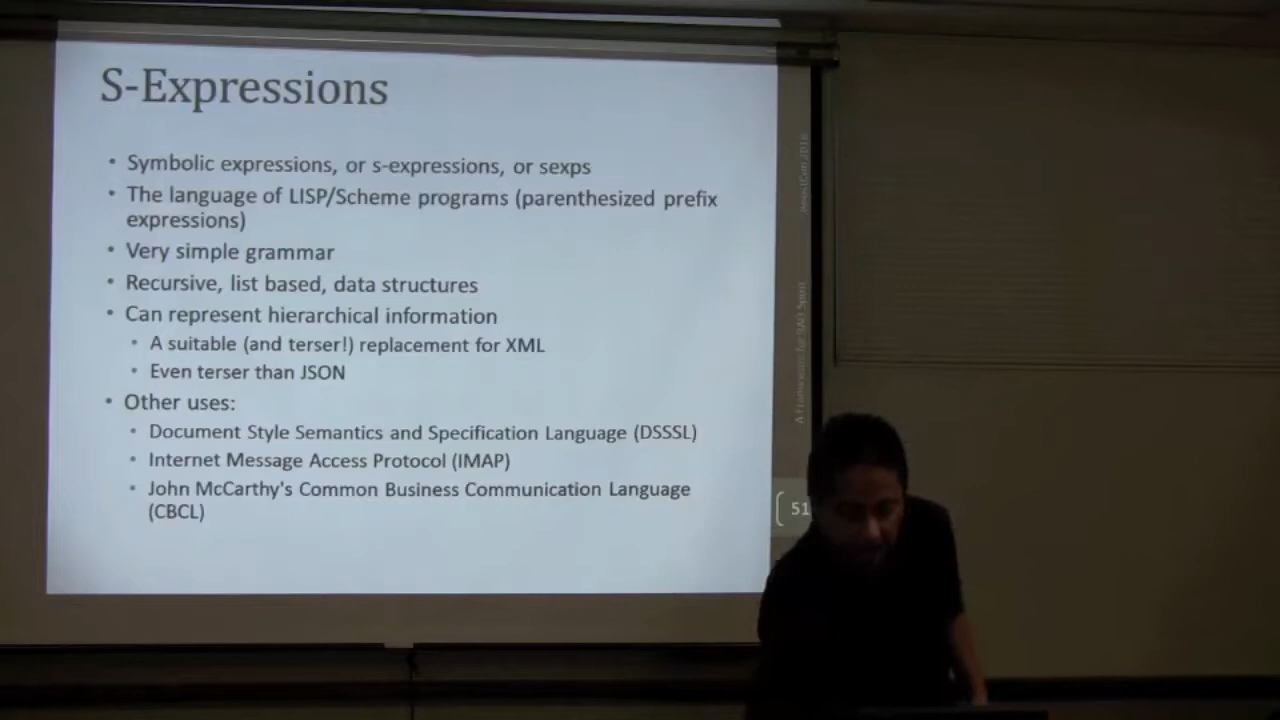 S-Expressions
• Symbolic expressions, or s-expressions, or sexps
• The language of LISP/Scheme programs (parenthesized prefix
expressions)
• Very simple grammar
• Recursive, list based, data structures
• Can represent hierarchical information
• A suitable (and terser!) replacement for XML
• Even terser than JSON
• Other uses:
• Document Style Semantics and Specification Language (DSSSL)
• Internet Message Access Protocol (IMAP)
• John McCarthy's Common Business Communication Language
(CBCL)
51